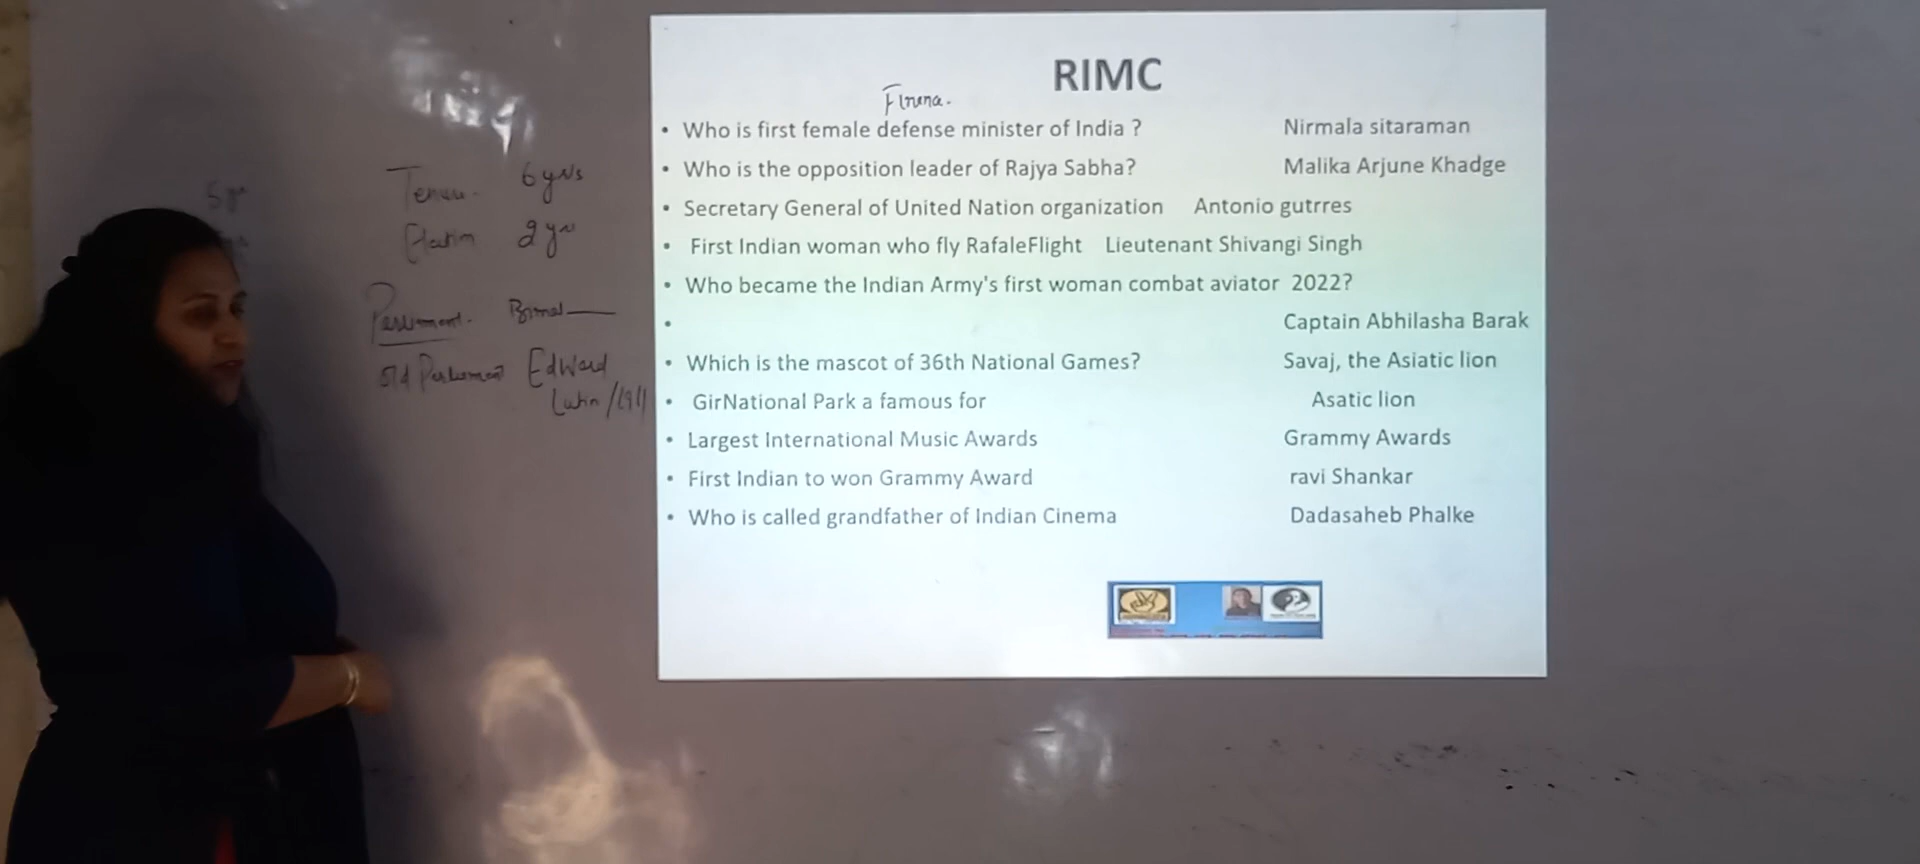 RIMC
• Who is first female defense minister of India ? Nirmala sitaraman
• Who is the opposition leader of Rajya Sabha? Malika Arjune Khadge
• Secretary General of United Nation organization Antonio gutrres
• First Indian woman who fly RafaleFlight Lieutenant Shivangi Singh
• Who became the Indian Army's first woman combat aviator 2022?
• Captain Abhilasha Barak
• Which is the mascot of 36th National Games? Savaj, the Asiatic lion
• GirNational Park a famous for Asatic lion
• Largest International Music Awards Grammy Awards
• First Indian to won Grammy Award ravi Shankar
• Who is called grandfather of Indian Cinema Dadasaheb Phalke
6 yrs
2 yrs
Parliament. Bimal
old Parliament Edward